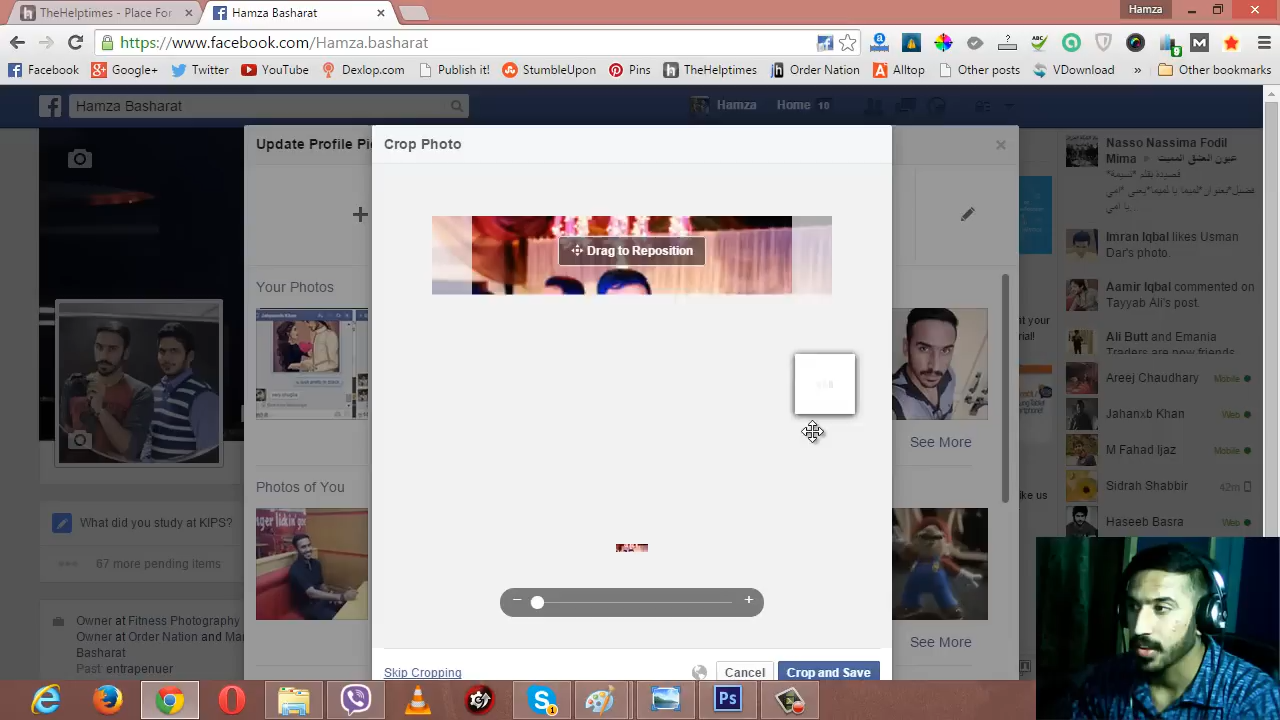 TheHelptimes - Place For
Hamza Basharat
Hamza
https://www.facebook.com/Hamza.basharat
ABC
9
Facebook
Google+
Twitter
YouTube
Dexlop.com
Publish it!
StumbleUpon
Pins
TheHelptimes
Order Nation
Alltop
Other posts
VDownload
»
Other bookmarks
Hamza Basharat
Hamza
Home 10
Update Profile Pi
Crop Photo
Drag to Reposition
Your Photos
See More
Photos of You
See More
What did you study at KIPS?
67 more pending items
Owner at Fitness Photography
Owner at Order Nation and Ma
Basharat
Past: entrapenuer
Skip Cropping
Cancel
Crop and Save
Nasso Nassima Fodil
Mima
Imran Iqbal likes Usman
Dar's photo.
Aamir Iqbal commented on
Tayyab Ali's post.
Ali Butt and Emania
Traders are now friends
Areej Chaudhary Mobile
Jahanxb Khan Web
M Fahad Ijaz Mobile
Sidrah Shabbir 42m
Haseeb Basra Web
Ps